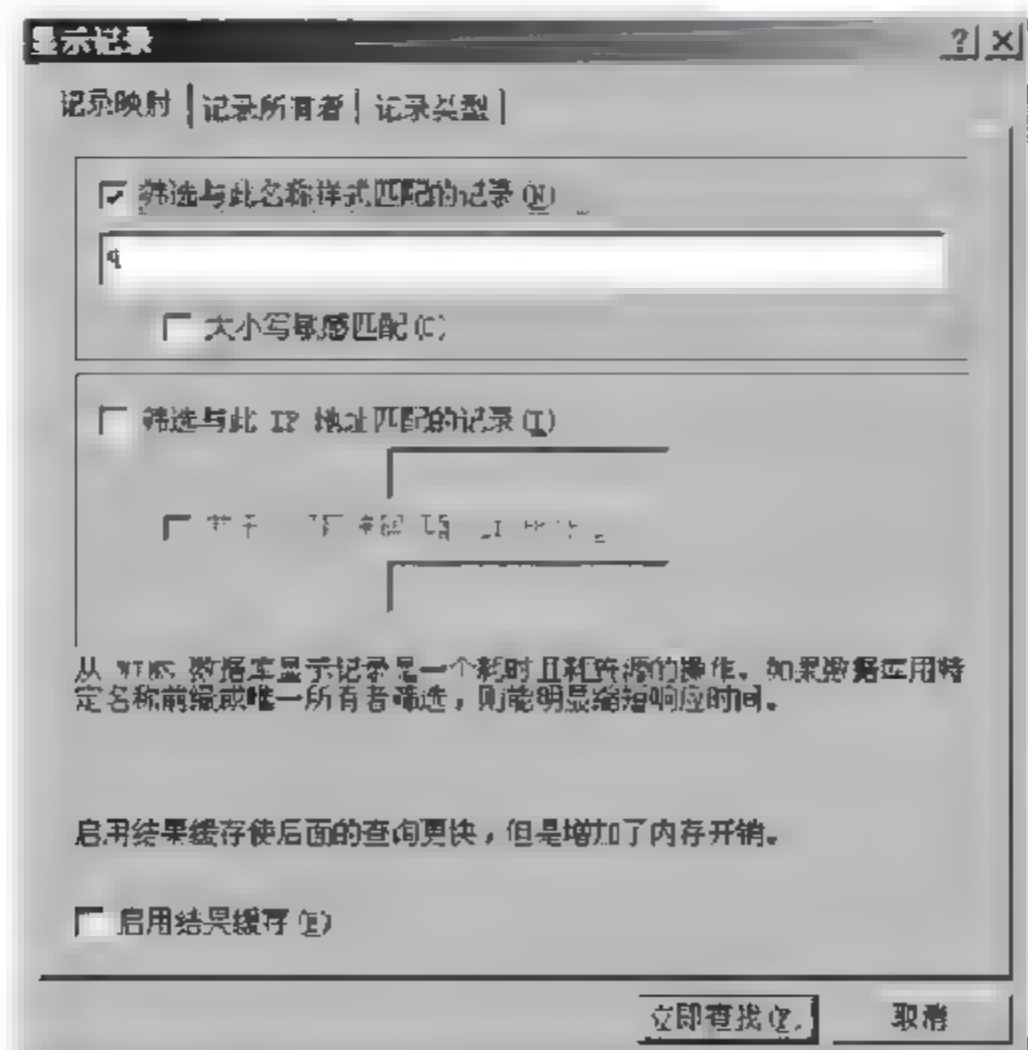 显示记录
记录映射 记录所有者 记录类型
筛选与此名称样式匹配的记录(N)
q
大小写敏感匹配(C)
筛选与此 IP 地址匹配的记录(I)
从 WINS 数据库显示记录是一个耗时且耗资源的操作。如果数据库用特
定名称前缀或唯一所有者筛选，则能明显缩短响应时间。
启用结果缓存使后面的查询更快，但是增加了内存开销。
启用结果缓存(E)
立即查找(F) 取消